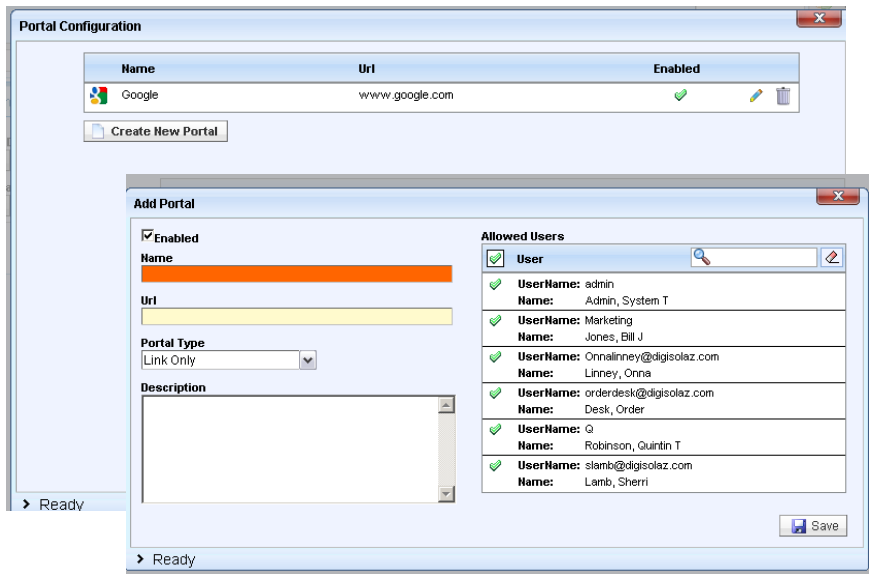 Portal Configuration
Name Url Enabled
Google www.google.com
Create New Portal
Ready
Add Portal
Enabled
Name
Url
Portal Type
Link Only
Description
Allowed Users
User
UserName: admin
Name: Admin, System T
UserName: Marketing
Name: Jones, Bill J
UserName: Onnalinney@digisolaz.com
Name: Linney, Onna
UserName: orderdesk@digisolaz.com
Name: Desk, Order
UserName: Q
Name: Robinson, Quintin T
UserName: slamb@digisolaz.com
Name: Lamb, Sherri
Save
Ready